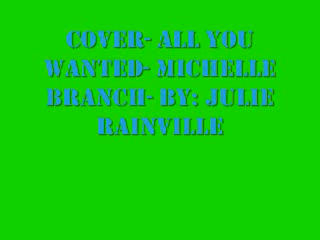 COVER- ALL YOU
WANTED- MICHELLE
BRANCH- BY: JULIE
RAINVILLE